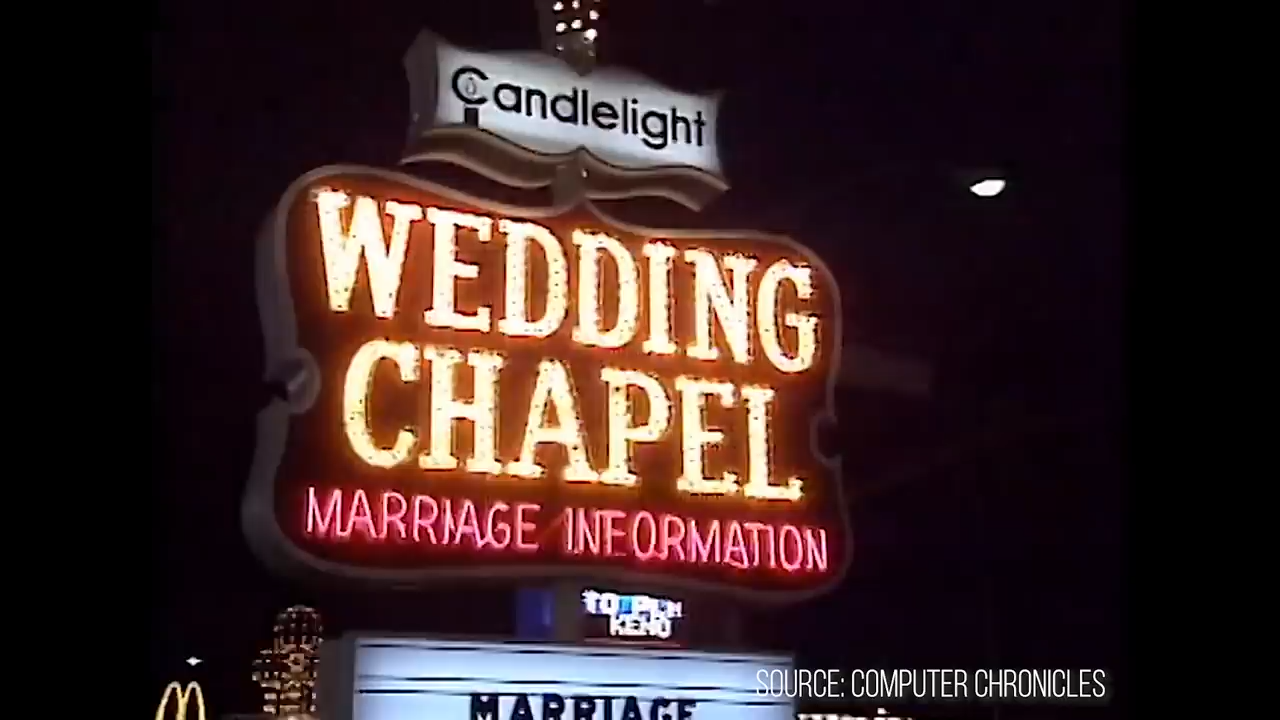 Candlelight
WEDDING
CHAPEL
MARRIAGE INFORMATION
KENO
MARRIAGE
SOURCE: COMPUTER CHRONICLES